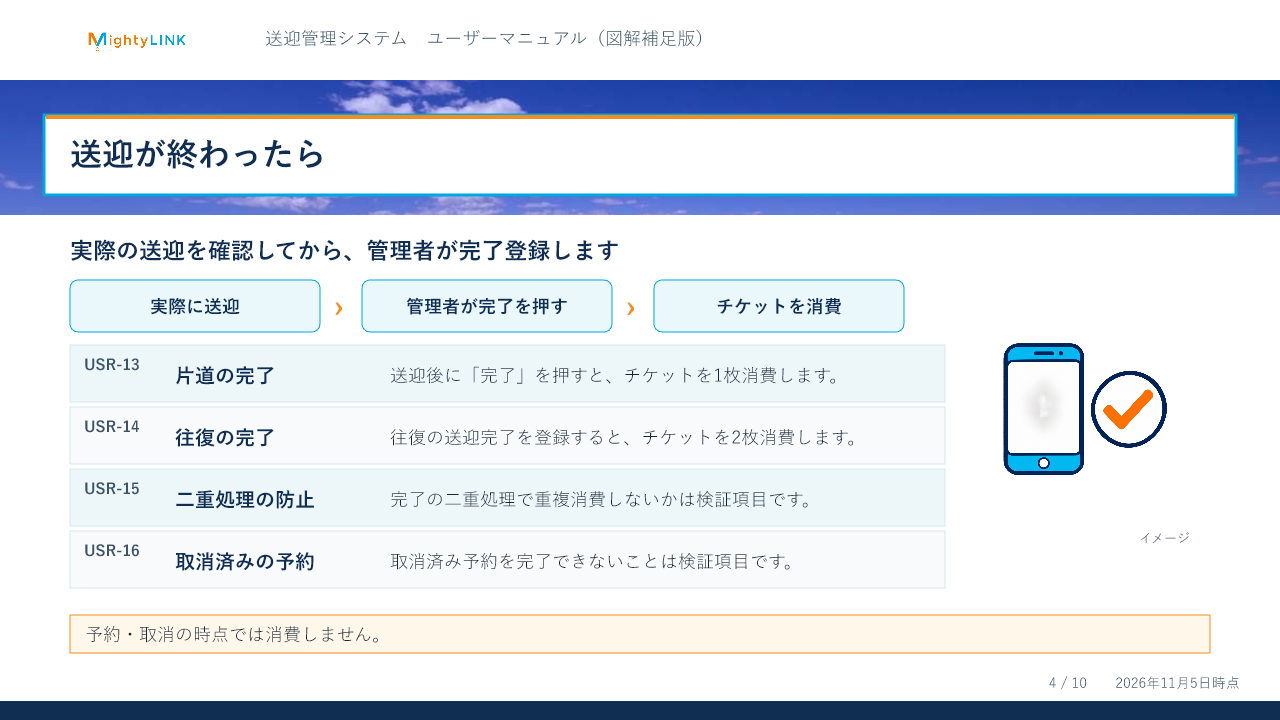 MightyLINK
送迎管理システム　ユーザーマニュアル（図解補足版）
送迎が終わったら
実際の送迎を確認してから、管理者が完了登録します
実際に送迎 › 管理者が完了を押す › チケットを消費
USR-13 片道の完了 送迎後に「完了」を押すと、チケットを1枚消費します。
USR-14 往復の完了 往復の送迎完了を登録すると、チケットを2枚消費します。
USR-15 二重処理の防止 完了の二重処理で重複消費しないかは検証項目です。
USR-16 取消済みの予約 取消済み予約を完了できないことは検証項目です。
イメージ
予約・取消の時点では消費しません。
4 / 10 2026年11月5日時点